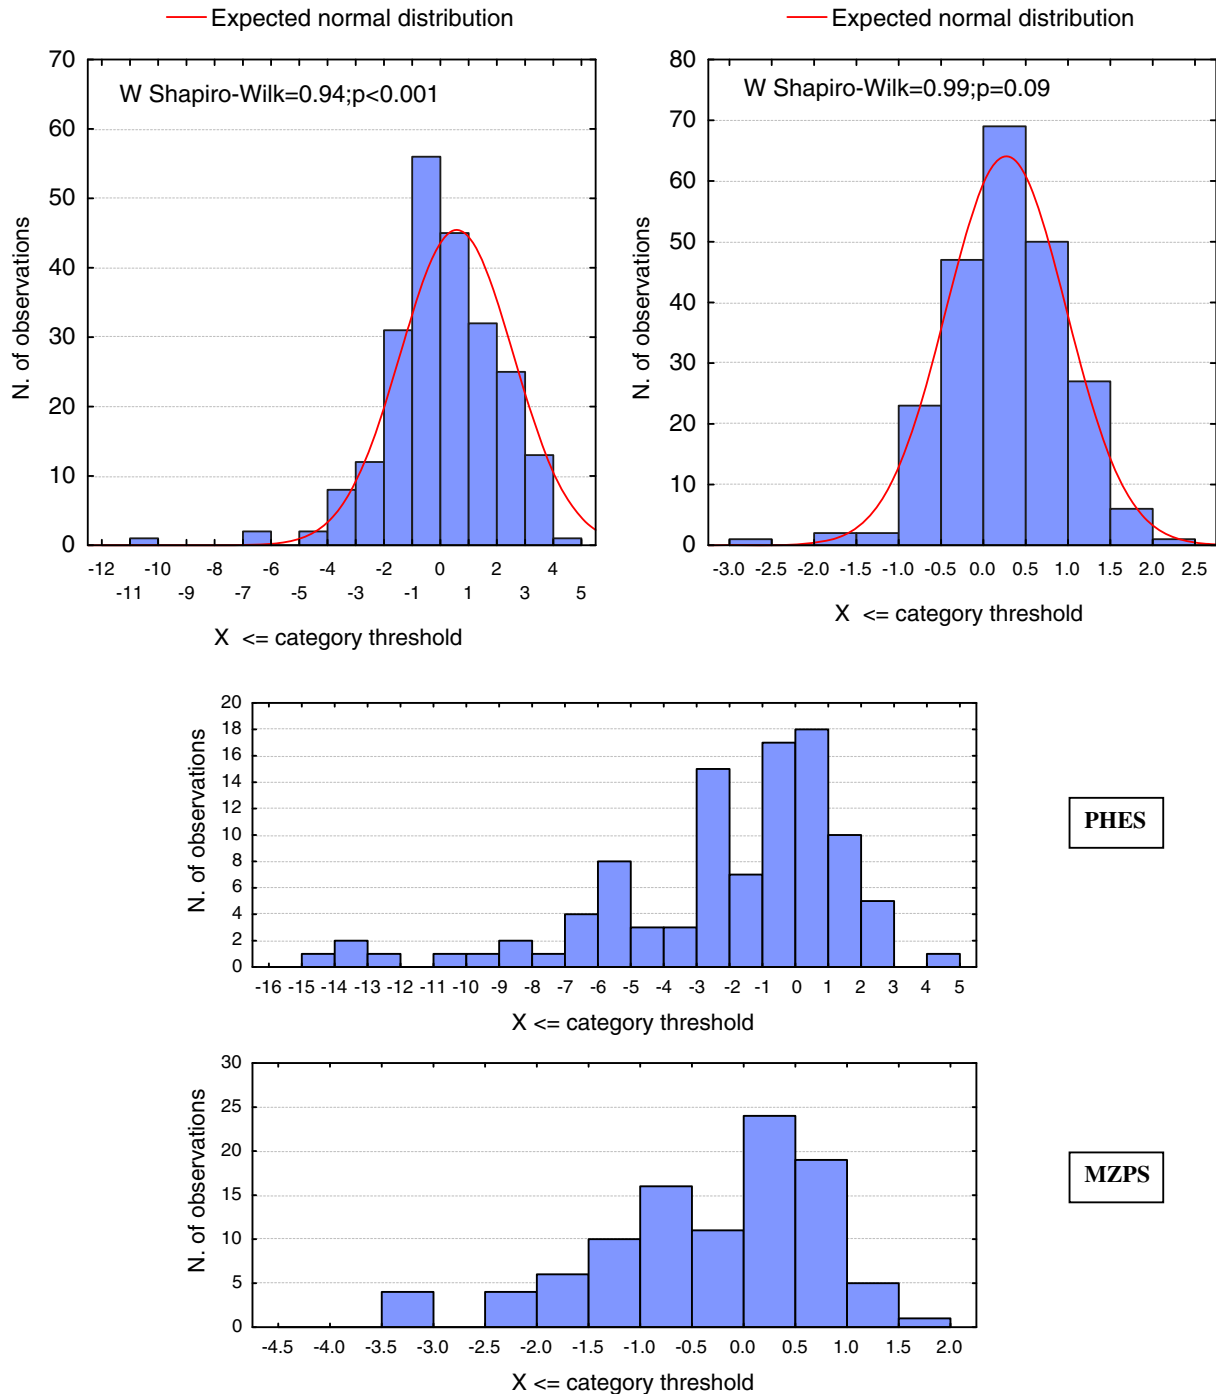 Expected normal distribution
Expected normal distribution
W Shapiro-Wilk=0.94;p<0.001
N. of observations
70
60
50
40
30
20
10
0
-12 -10 -8 -6 -4 -2 0 2 4
-11 -9 -7 -5 -3 -1 1 3 5
X <= category threshold
W Shapiro-Wilk=0.99;p=0.09
N. of observations
80
70
60
50
40
30
20
10
0
-3.0 -2.5 -2.0 -1.5 -1.0 -0.5 0.0 0.5 1.0 1.5 2.0 2.5
X <= category threshold
N. of observations
20
18
16
14
12
10
8
6
4
2
0
-16 -15 -14 -13 -12 -11 -10 -9 -8 -7 -6 -5 -4 -3 -2 -1 0 1 2 3 4 5
X <= category threshold
PHES
N. of observations
30
25
20
15
10
5
0
-4.5 -4.0 -3.5 -3.0 -2.5 -2.0 -1.5 -1.0 -0.5 0.0 0.5 1.0 1.5 2.0
X <= category threshold
MZPS